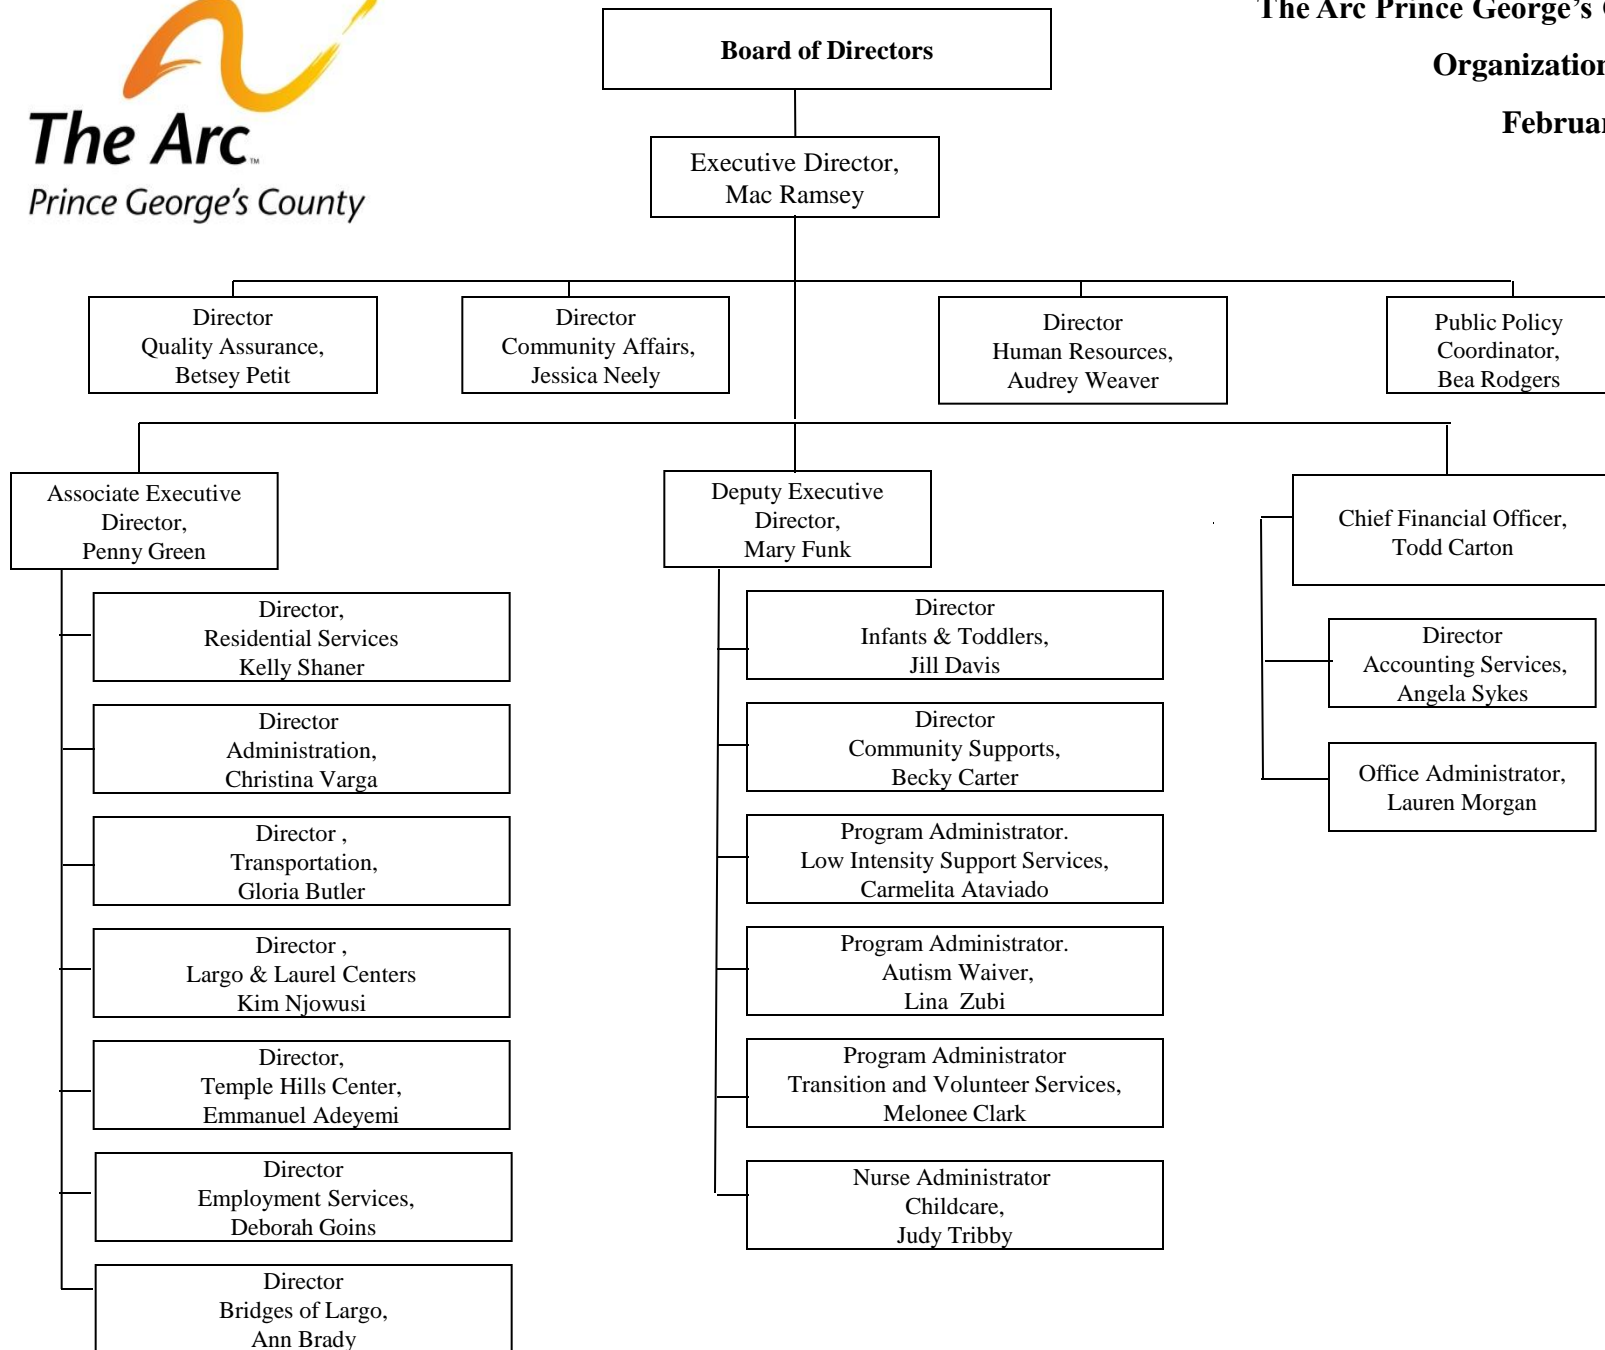 The Arc Prince George's
Organization
Februar
The Arc™
Prince George's County
Board of Directors
Executive Director,
Mac Ramsey
Director
Quality Assurance,
Betsey Petit
Director
Community Affairs,
Jessica Neely
Director
Human Resources,
Audrey Weaver
Public Policy
Coordinator,
Bea Rodgers
Associate Executive
Director,
Penny Green
Deputy Executive
Director,
Mary Funk
Chief Financial Officer,
Todd Carton
Director,
Residential Services
Kelly Shaner
Director
Administration,
Christina Varga
Director ,
Transportation,
Gloria Butler
Director ,
Largo & Laurel Centers
Kim Njowusi
Director,
Temple Hills Center,
Emmanuel Adeyemi
Director
Employment Services,
Deborah Goins
Director
Bridges of Largo,
Ann Brady
Director
Infants & Toddlers,
Jill Davis
Director
Community Supports,
Becky Carter
Program Administrator.
Low Intensity Support Services,
Carmelita Ataviado
Program Administrator.
Autism Waiver,
Lina Zubi
Program Administrator
Transition and Volunteer Services,
Melonee Clark
Nurse Administrator
Childcare,
Judy Tribby
Director
Accounting Services,
Angela Sykes
Office Administrator,
Lauren Morgan